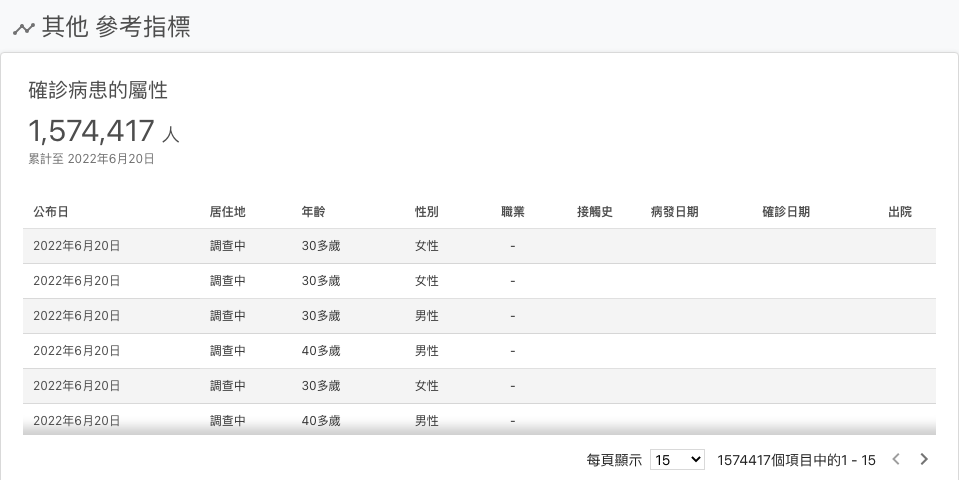 其他 參考指標
確診病患的屬性
1,574,417 人
累計至 2022年6月20日
公布日 居住地 年齡 性別 職業 接觸史 病發日期 確診日期 出院
2022年6月20日 調查中 30多歲 女性 -
2022年6月20日 調查中 30多歲 女性 -
2022年6月20日 調查中 30多歲 男性 -
2022年6月20日 調查中 40多歲 男性 -
2022年6月20日 調查中 30多歲 女性 -
2022年6月20日 調查中 40多歲 男性 -
每頁顯示 15 1574417個項目中的1 - 15